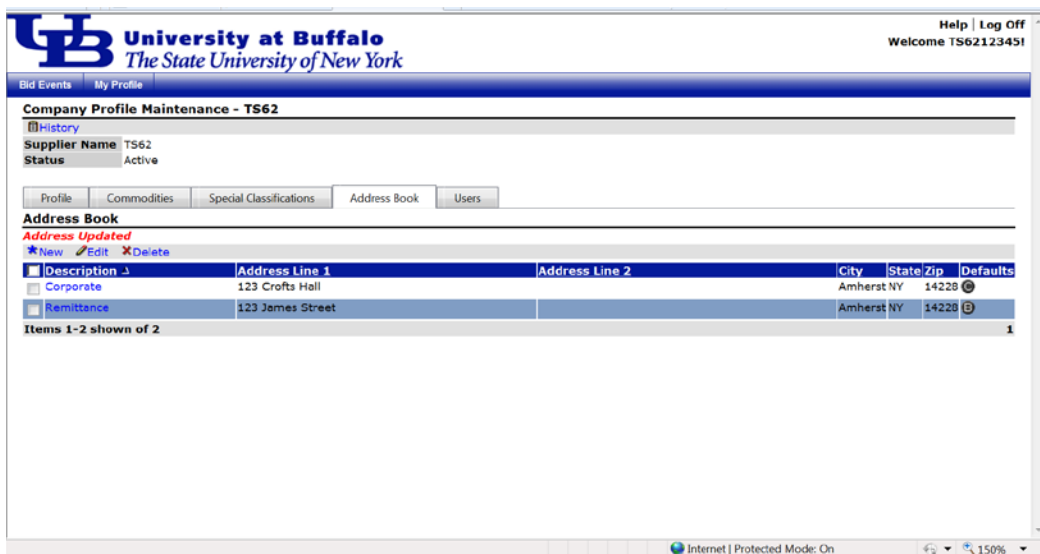 UB
Help | Log Off
University at Buffalo
Welcome TS6212345!
The State University of New York
Bid Events My Profile
Company Profile Maintenance - TS62
History
Supplier Name TS62
Status Active
Profile Commodities Special Classifications Address Book Users
Address Book
Address Updated
New Edit Delete
Description Address Line 1 Address Line 2 City State Zip Defaults
Corporate 123 Crofts Hall Amherst NY 14228 C
Remittance 123 James Street Amherst NY 14228 B
Items 1-2 shown of 2 1
Internet | Protected Mode: On 150%